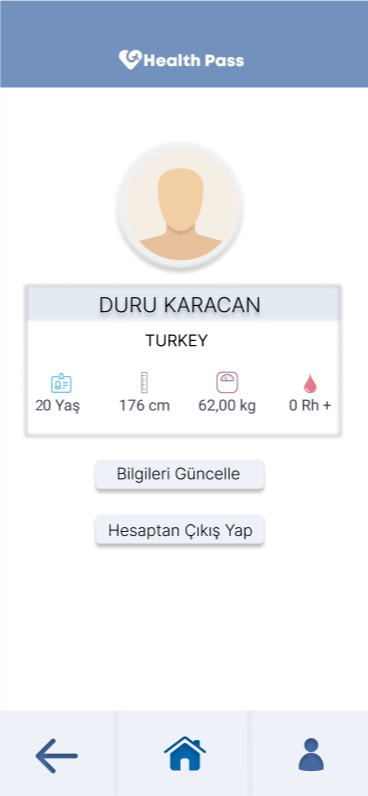 Health Pass
DURU KARACAN
TURKEY
20 Yaş 176 cm 62,00 kg 0 Rh +
Bilgileri Güncelle
Hesaptan Çıkış Yap